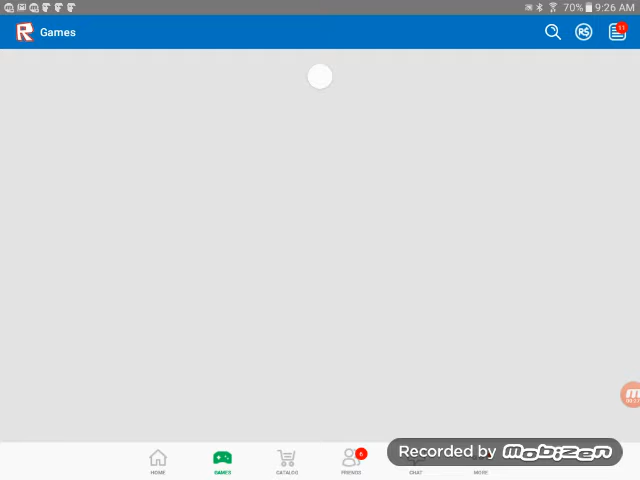 70% 9:26 AM
R Games
R$ 11
6
HOME GAMES CATALOG FRIENDS CHAT MORE
Recorded by mobizen